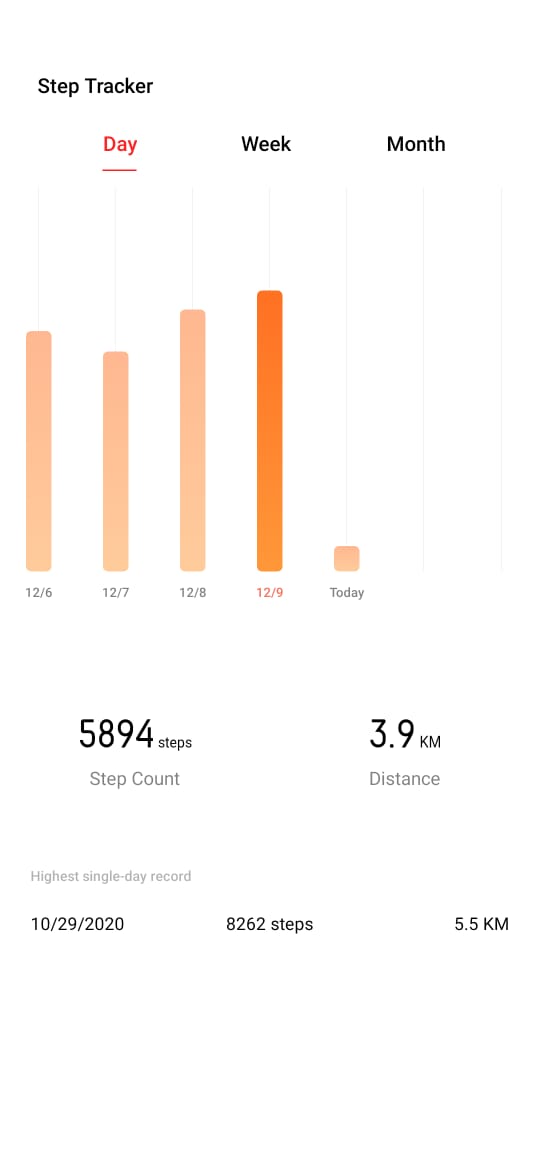 Step Tracker
Day Week Month
12/6 12/7 12/8 12/9 Today
5894 steps 3.9 KM
Step Count Distance
Highest single-day record
10/29/2020 8262 steps 5.5 KM